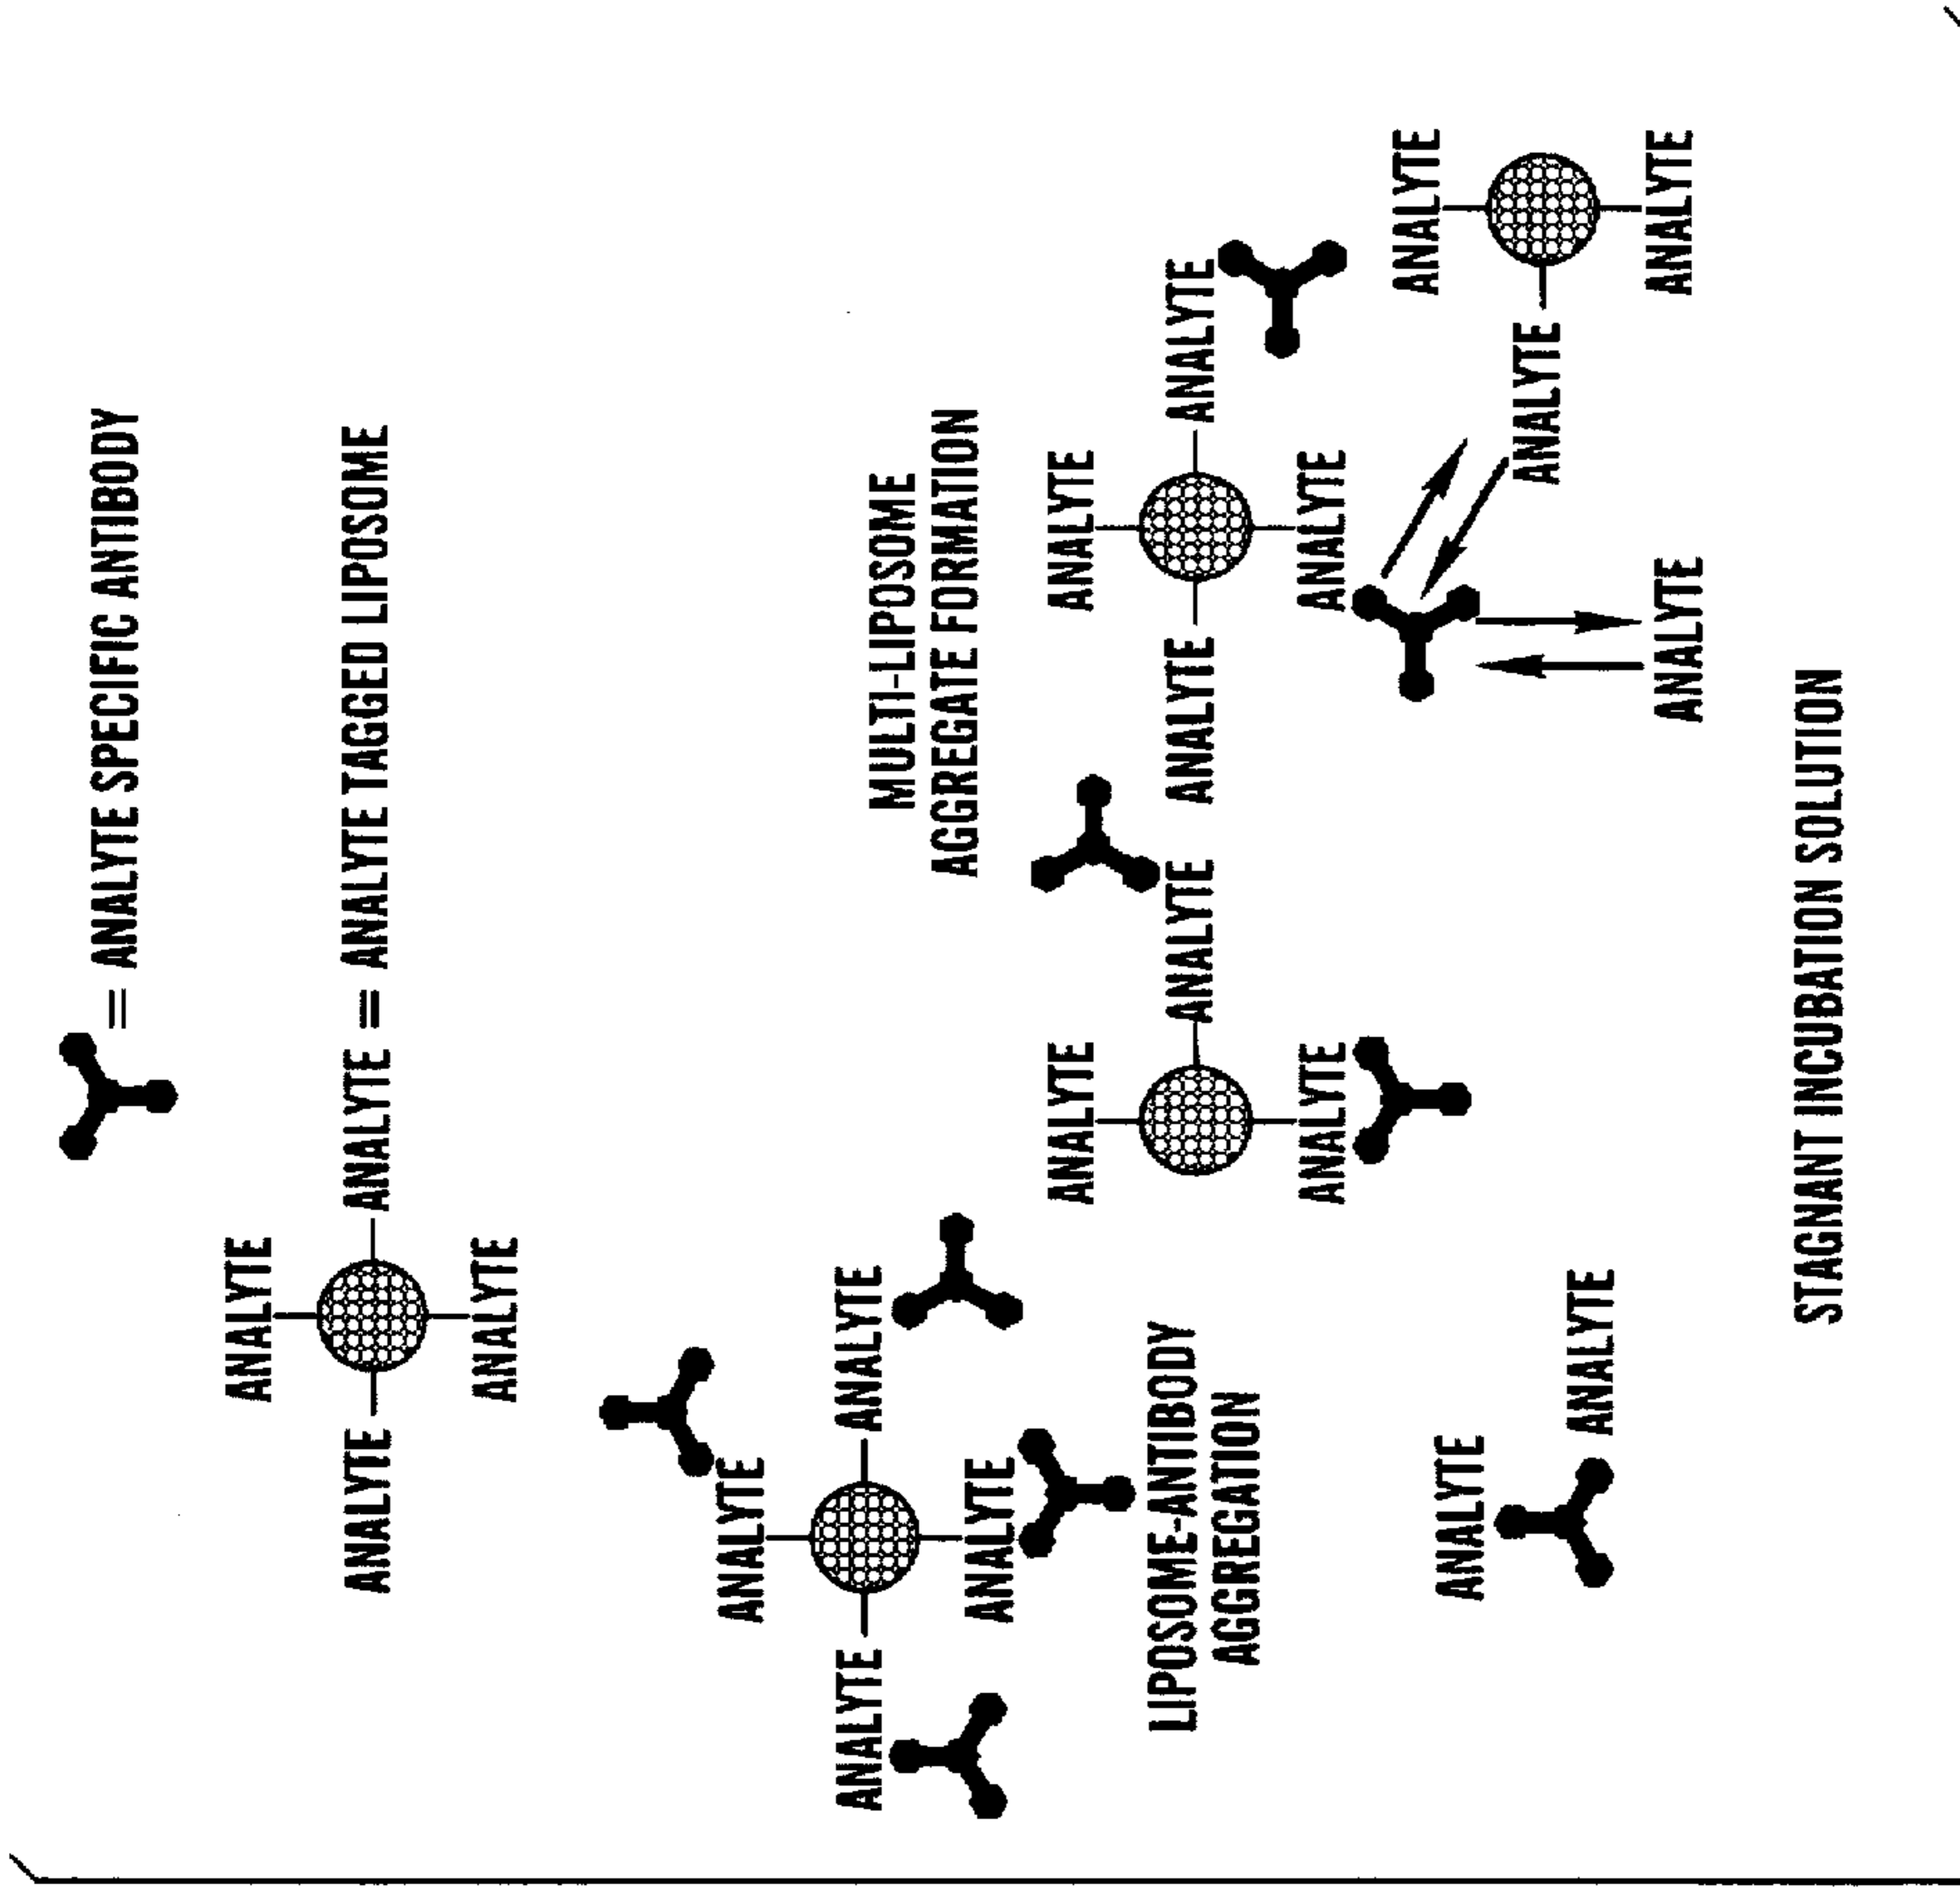 = ANALYTE SPECIFIC ANTIBODY
ANALYTE
ANALYTE ANALYTE = ANALYTE TAGGED LIPOSOME
ANALYTE
ANALYTE
ANALYTE ANALYTE
ANALYTE
LIPOSOME-ANTIBODY
AGGREGATION
MULTI-LIPOSOME
AGGREGATE FORMATION
ANALYTE ANALYTE
ANALYTE ANALYTE ANALYTE
ANALYTE ANALYTE
ANALYTE
ANALYTE
ANALYTE
ANALYTE
ANALYTE
ANALYTE
STAGNANT INCUBATION SOLUTION